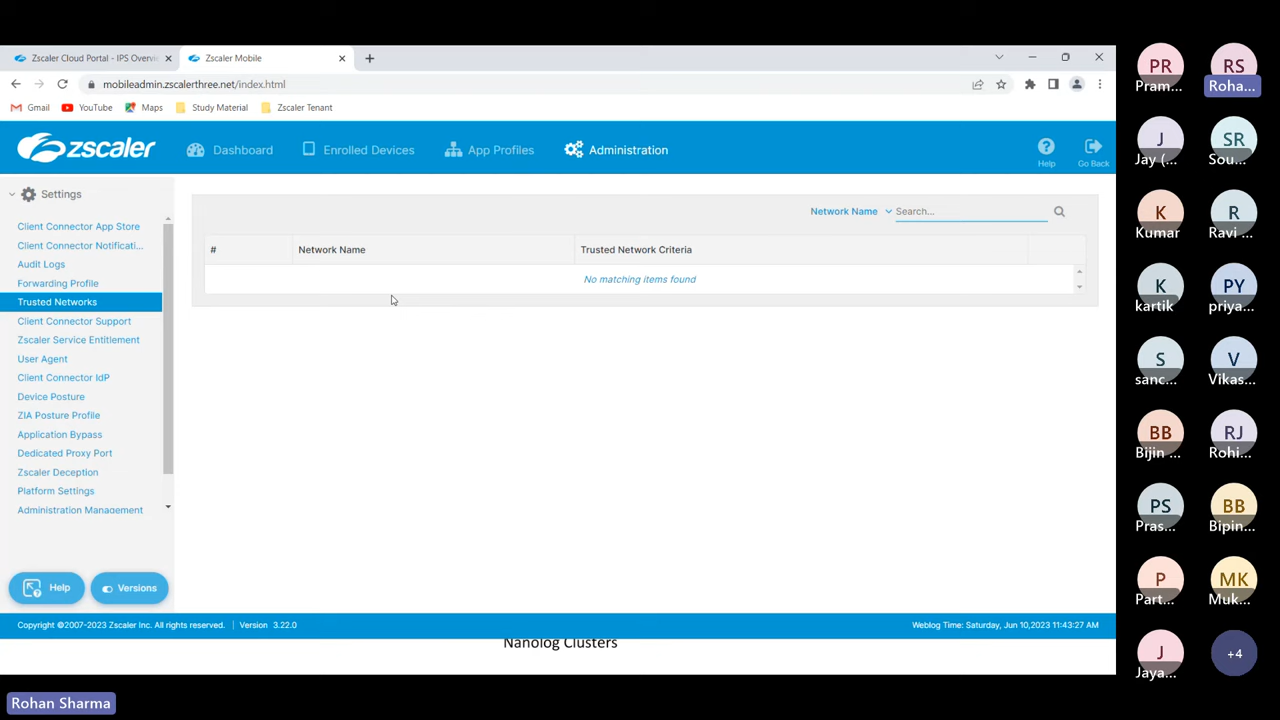 Zscaler Cloud Portal - IPS Overvi
Zscaler Mobile
mobileadmin.zscalerthree.net/index.html
Gmail
YouTube
Maps
Study Material
Zscaler Tenant
zscaler
Dashboard
Enrolled Devices
App Profiles
Administration
Help
Go Back
Settings
Client Connector App Store
Client Connector Notificati...
Audit Logs
Forwarding Profile
Trusted Networks
Client Connector Support
Zscaler Service Entitlement
User Agent
Client Connector IdP
Device Posture
ZIA Posture Profile
Application Bypass
Dedicated Proxy Port
Zscaler Deception
Platform Settings
Administration Management
Help
Versions
Network Name
Search...
# Network Name Trusted Network Criteria
No matching items found
Copyright ©2007-2023 Zscaler Inc. All rights reserved. | Version 3.22.0
Weblog Time: Saturday, Jun 10,2023 11:43:27 AM
Nanolog Clusters
Rohan Sharma
PR
Pram...
RS
Roha...
J
Jay (...
SR
Sou...
K
Kumar
R
Ravi ...
K
kartik
PY
priya...
S
sanc...
V
Vikas...
BB
Bijin ...
RJ
Rohi...
PS
Pras...
BB
Bipin...
P
Part...
MK
Muk...
J
Jaya...
+4